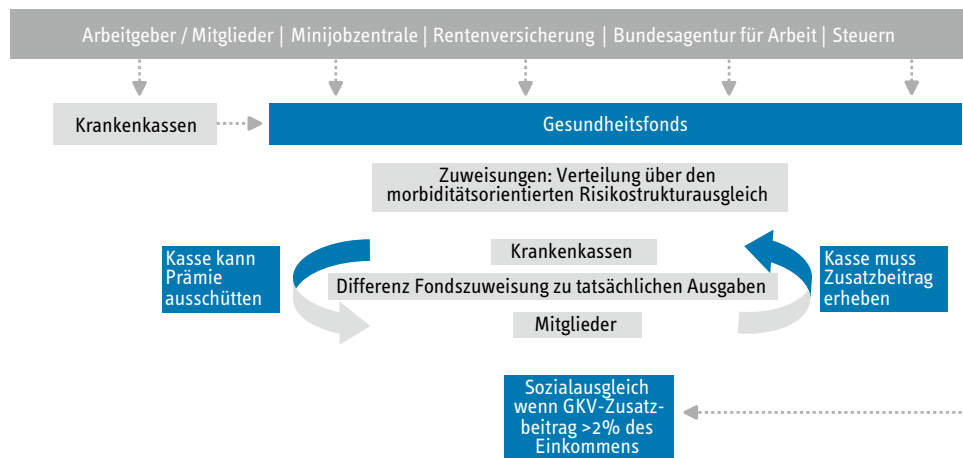 Arbeitgeber / Mitglieder | Minijobzentrale | Rentenversicherung | Bundesagentur für Arbeit | Steuern
Krankenkassen
Gesundheitsfonds
Zuweisungen: Verteilung über den
morbiditätsorientierten Risikostrukturausgleich
Kasse kann
Prämie
ausschütten
Krankenkassen
Differenz Fondszuweisung zu tatsächlichen Ausgaben
Mitglieder
Kasse muss
Zusatzbeitrag
erheben
Sozialausgleich
wenn GKV-Zusatz-
beitrag >2% des
Einkommens